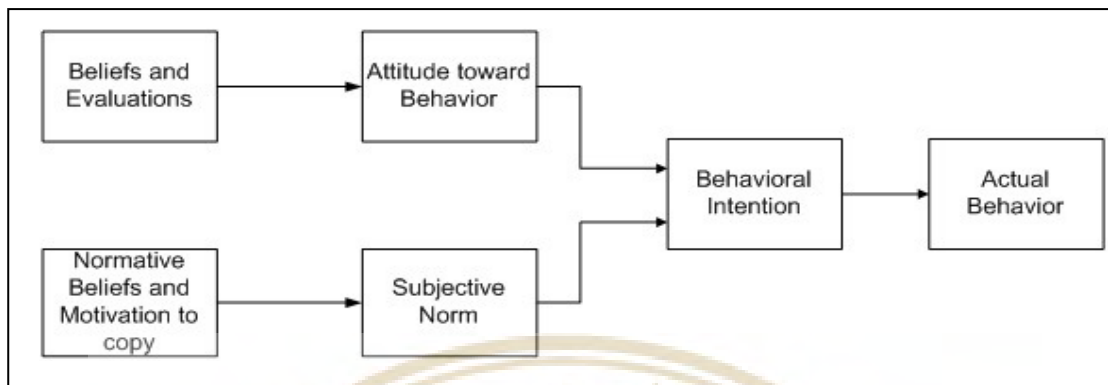 Beliefs and
Evaluations
Attitude toward
Behavior
Behavioral
Intention
Actual
Behavior
Normative
Beliefs and
Motivation to
copy
Subjective
Norm